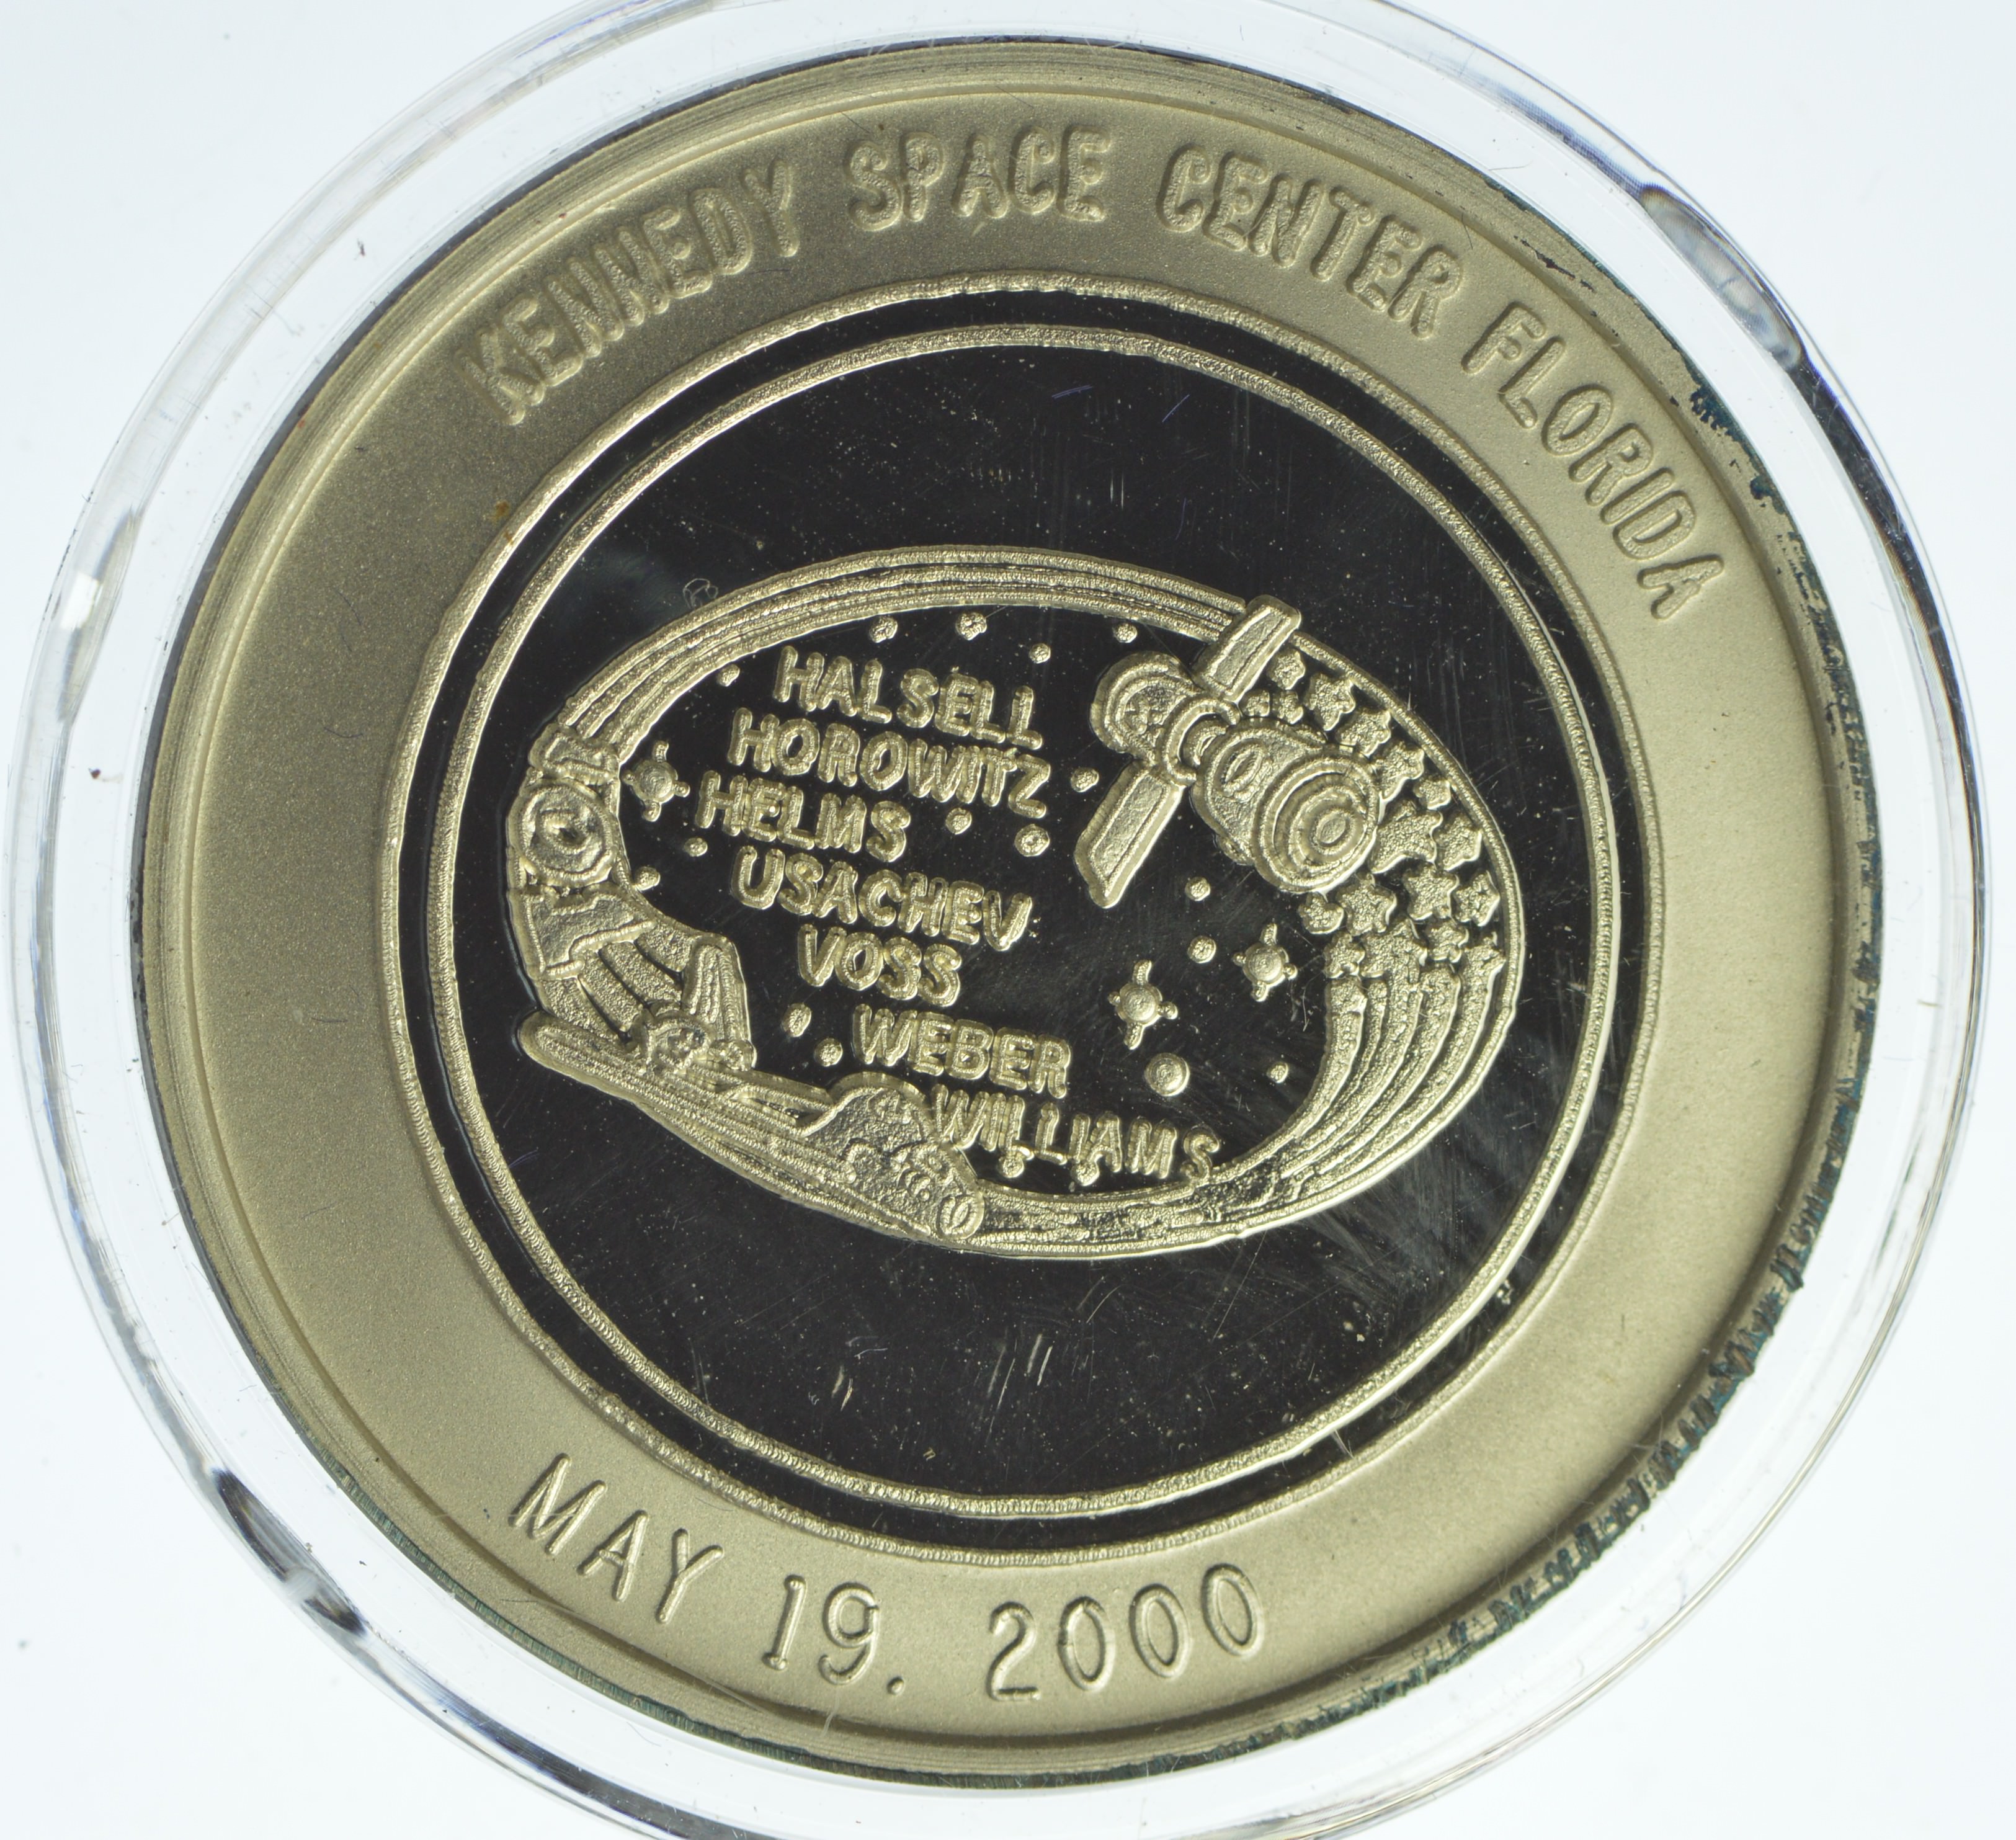 KENNEDY SPACE CENTER FLORIDA
HALSELL
HOROWITZ
HELMS
USACHEV
VOSS
WEBER
WILLIAMS
MAY 19. 2000